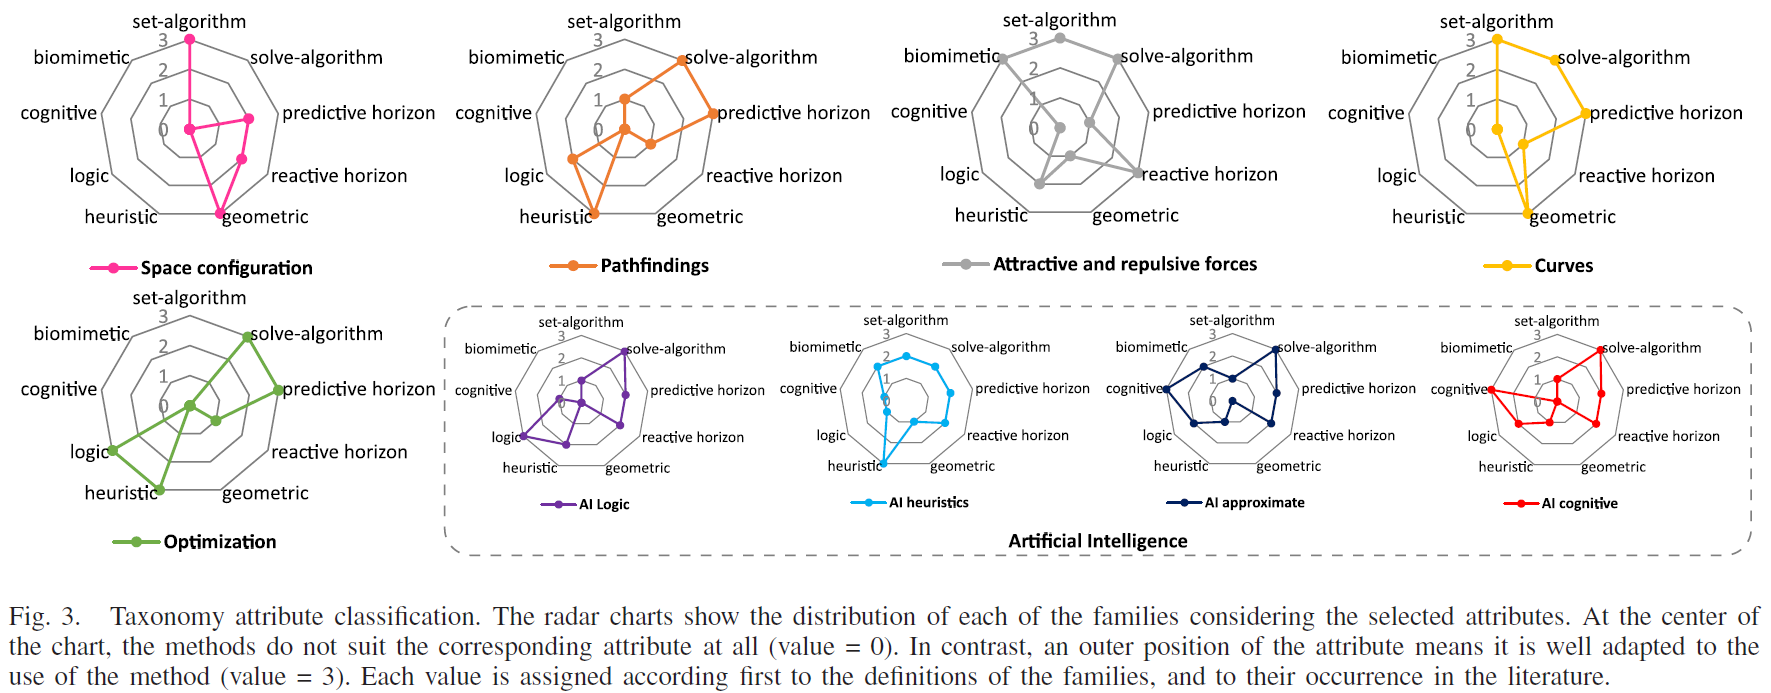 set-algorithm
3
2
1
0
biomimetic
solve-algorithm
cognitive
predictive horizon
logic
reactive horizon
heuristic
geometric
Space configuration
set-algorithm
3
2
1
0
biomimetic
solve-algorithm
cognitive
predictive horizon
logic
reactive horizon
heuristic
geometric
Pathfindings
set-algorithm
3
2
1
0
biomimetic
solve-algorithm
cognitive
predictive horizon
logic
reactive horizon
heuristic
geometric
Attractive and repulsive forces
set-algorithm
3
2
1
0
biomimetic
solve-algorithm
cognitive
predictive horizon
logic
reactive horizon
heuristic
geometric
Curves
set-algorithm
3
2
1
0
biomimetic
solve-algorithm
cognitive
predictive horizon
logic
reactive horizon
heuristic
geometric
Optimization
set-algorithm
3
2
1
0
biomimetic
solve-algorithm
cognitive
predictive horizon
logic
reactive horizon
heuristic
geometric
AI Logic
set-algorithm
3
2
1
0
biomimetic
solve-algorithm
cognitive
predictive horizon
logic
reactive horizon
heuristic
geometric
AI heuristics
set-algorithm
3
2
1
0
biomimetic
solve-algorithm
cognitive
predictive horizon
logic
reactive horizon
heuristic
geometric
AI approximate
set-algorithm
3
2
1
0
biomimetic
solve-algorithm
cognitive
predictive horizon
logic
reactive horizon
heuristic
geometric
AI cognitive
Artificial Intelligence
Fig. 3. Taxonomy attribute classification. The radar charts show the distribution of each of the families considering the selected attributes. At the center of
the chart, the methods do not suit the corresponding attribute at all (value = 0). In contrast, an outer position of the attribute means it is well adapted to the
use of the method (value = 3). Each value is assigned according first to the definitions of the families, and to their occurrence in the literature.